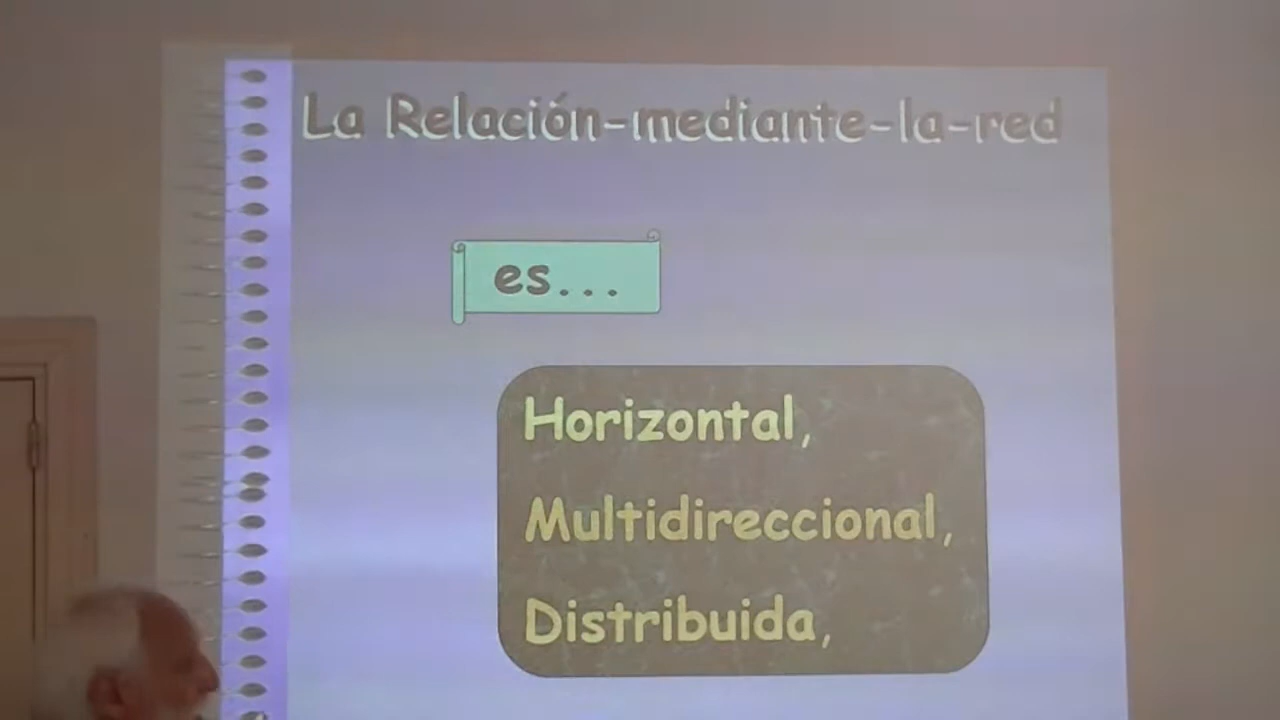 La Relación-mediante-la-red
es...
Horizontal,
Multidireccional,
Distribuida,